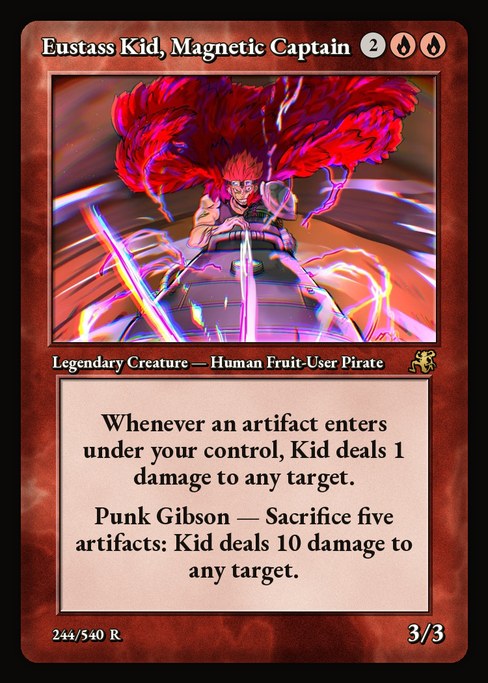 Eustass Kid, Magnetic Captain 2
Legendary Creature — Human Fruit-User Pirate
Whenever an artifact enters
under your control, Kid deals 1
damage to any target.
Punk Gibson — Sacrifice five
artifacts: Kid deals 10 damage to
any target.
244/540 R 3/3